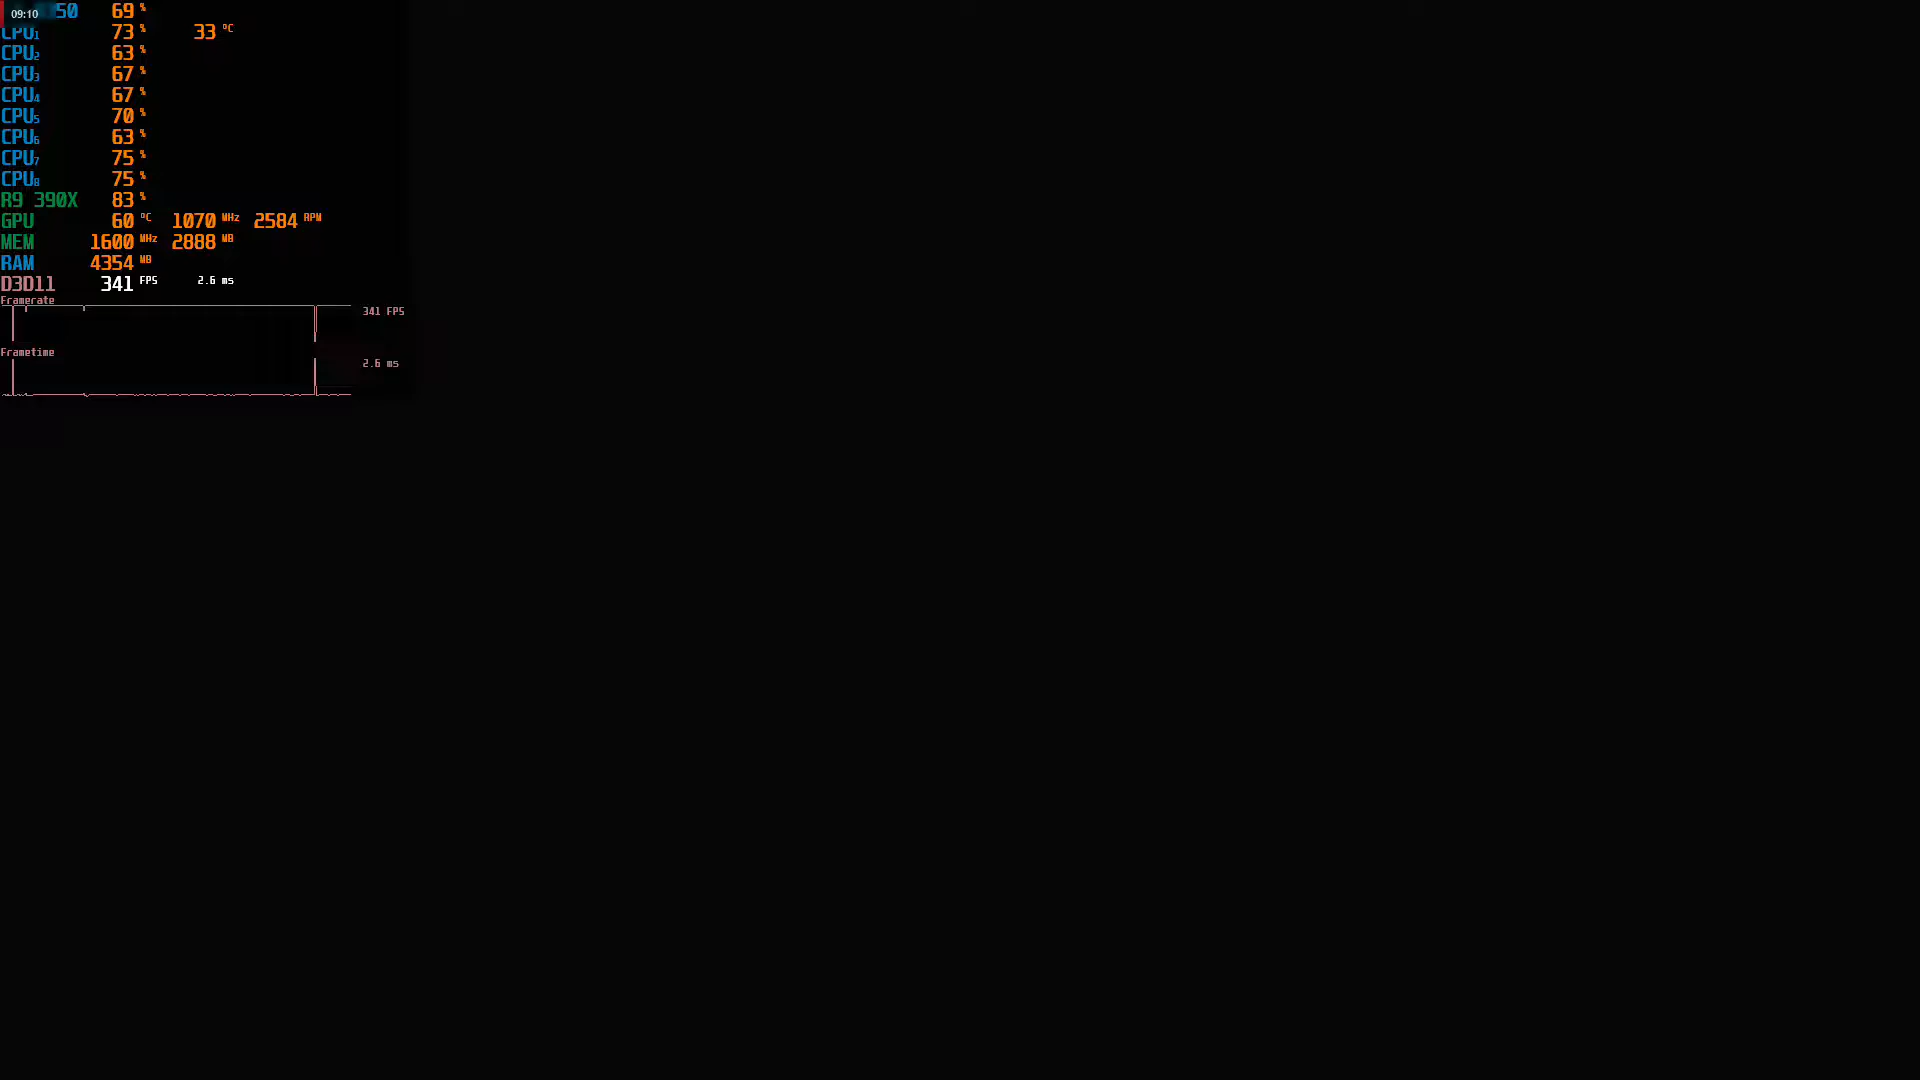 09:10 50 69 %
CPU1 73 % 33 °C
CPU2 63 %
CPU3 67 %
CPU4 67 %
CPU5 70 %
CPU6 63 %
CPU7 75 %
CPU8 75 %
R9 390X 83 %
GPU 60 °C 1070 MHz 2584 RPM
MEM 1600 MHz 2888 MB
RAM 4354 MB
D3D11 341 FPS 2.6 ms
Framerate
341 FPS
Frametime
2.6 ms